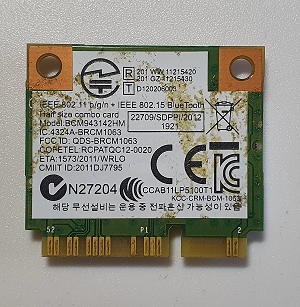 R 201 WW 11215420
201 GZ 11215430
T D120206003
IEEE 802.11 b/g/n + IEEE 802.15 BlueTooth
Half size combo card
Model:BCM943142HM
IC:4324A-BRCM1063
FCC ID: QDS-BRCM1063
COFETEL:RCPATQC12-0020
ETA:1573/2011/WRLO
CMIIT ID:2011DJ7795
22709/SDPPI/2012
1921
CE
N27204
CCAB11LP5100T1
KCC-CRM-BCM-1063
해당 무선설비는 운용 중 전파혼신 가능성 있음
52 P1 2